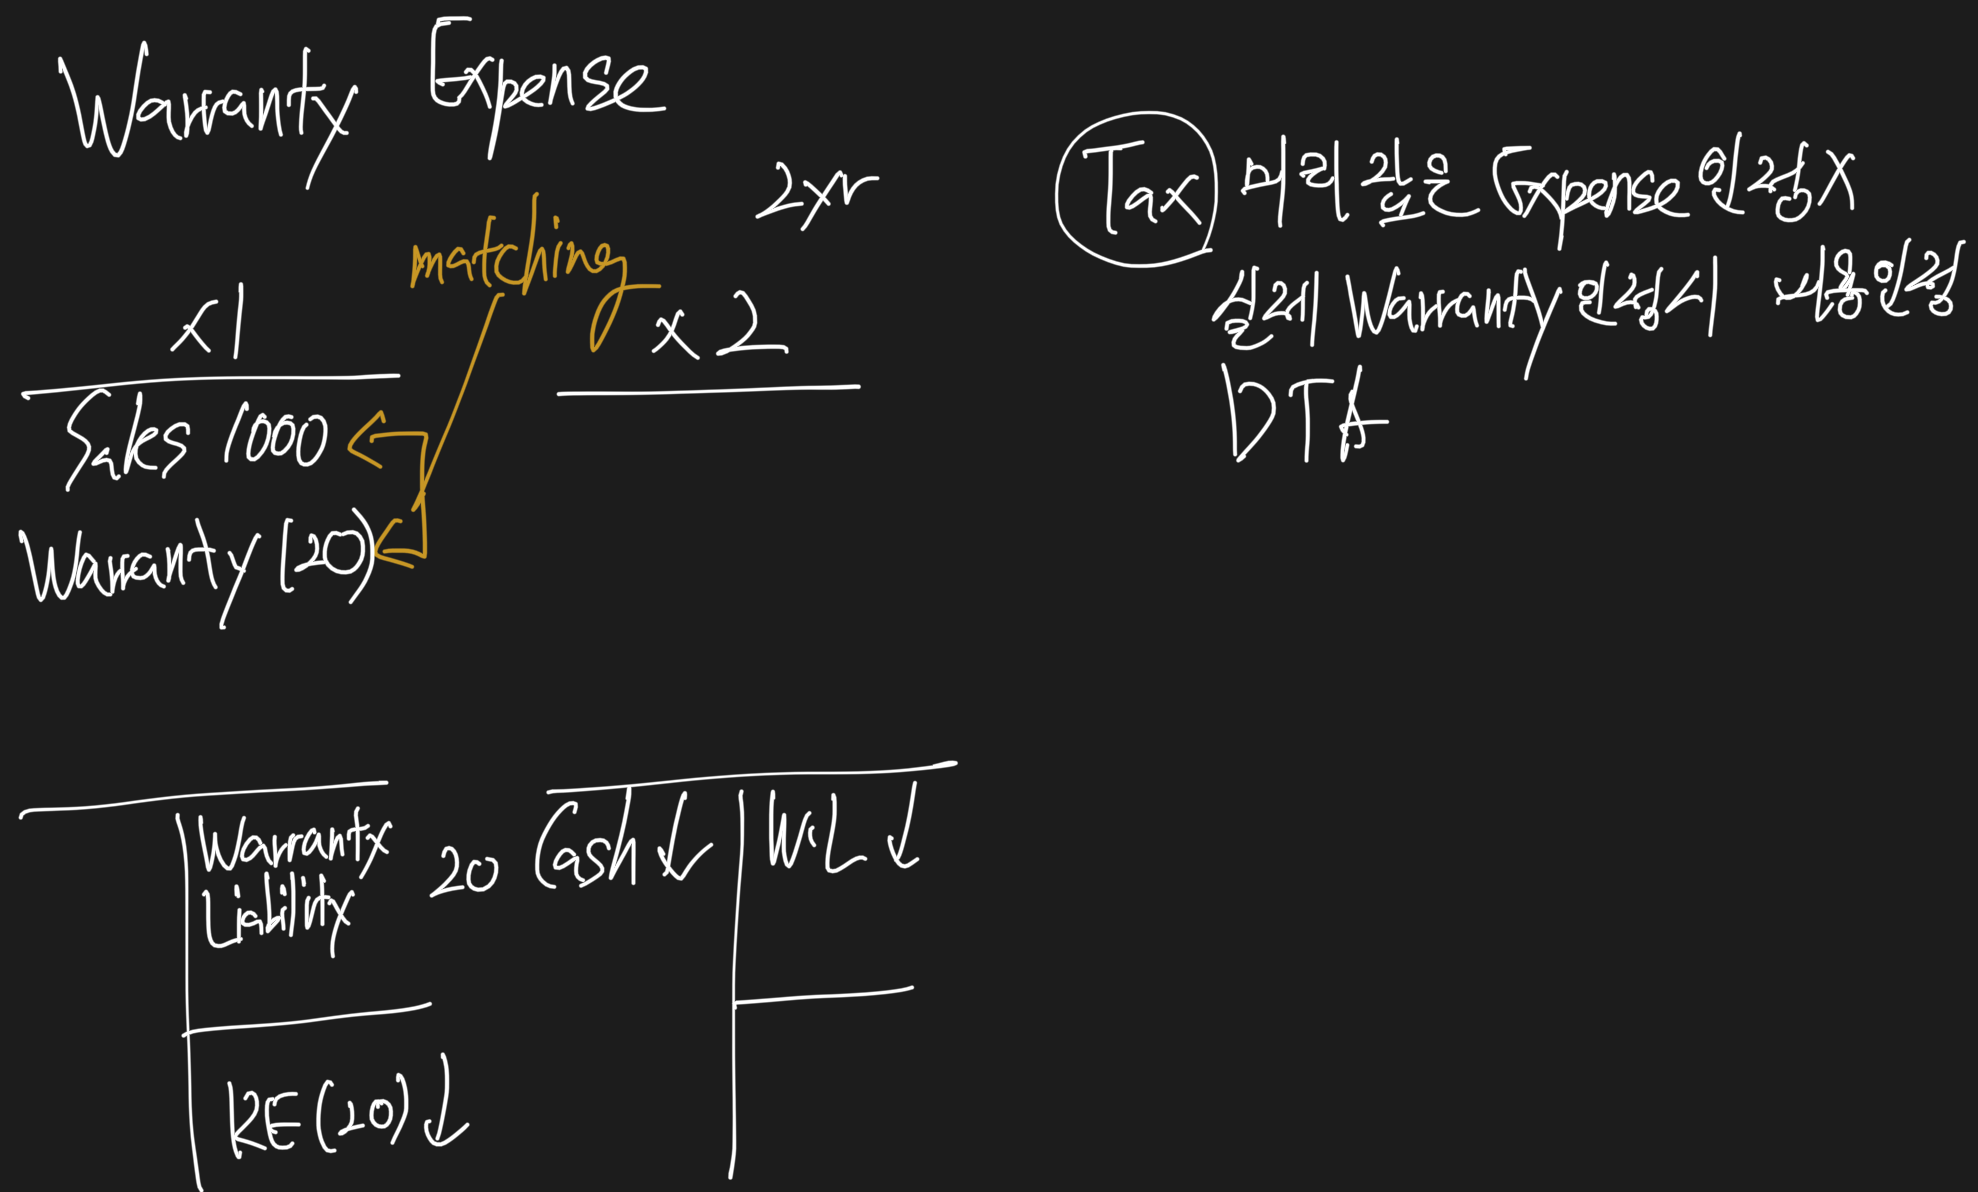 Warranty Expense
2yr
matching
x1
x2
Sales 1000
Warranty (20)
Tax 미리 잡은 Expense 인정X
실제 Warranty 인정시 비용인정
DTA
Warranty Liability 20
RE (20) ↓
Cash ↓
W.L ↓